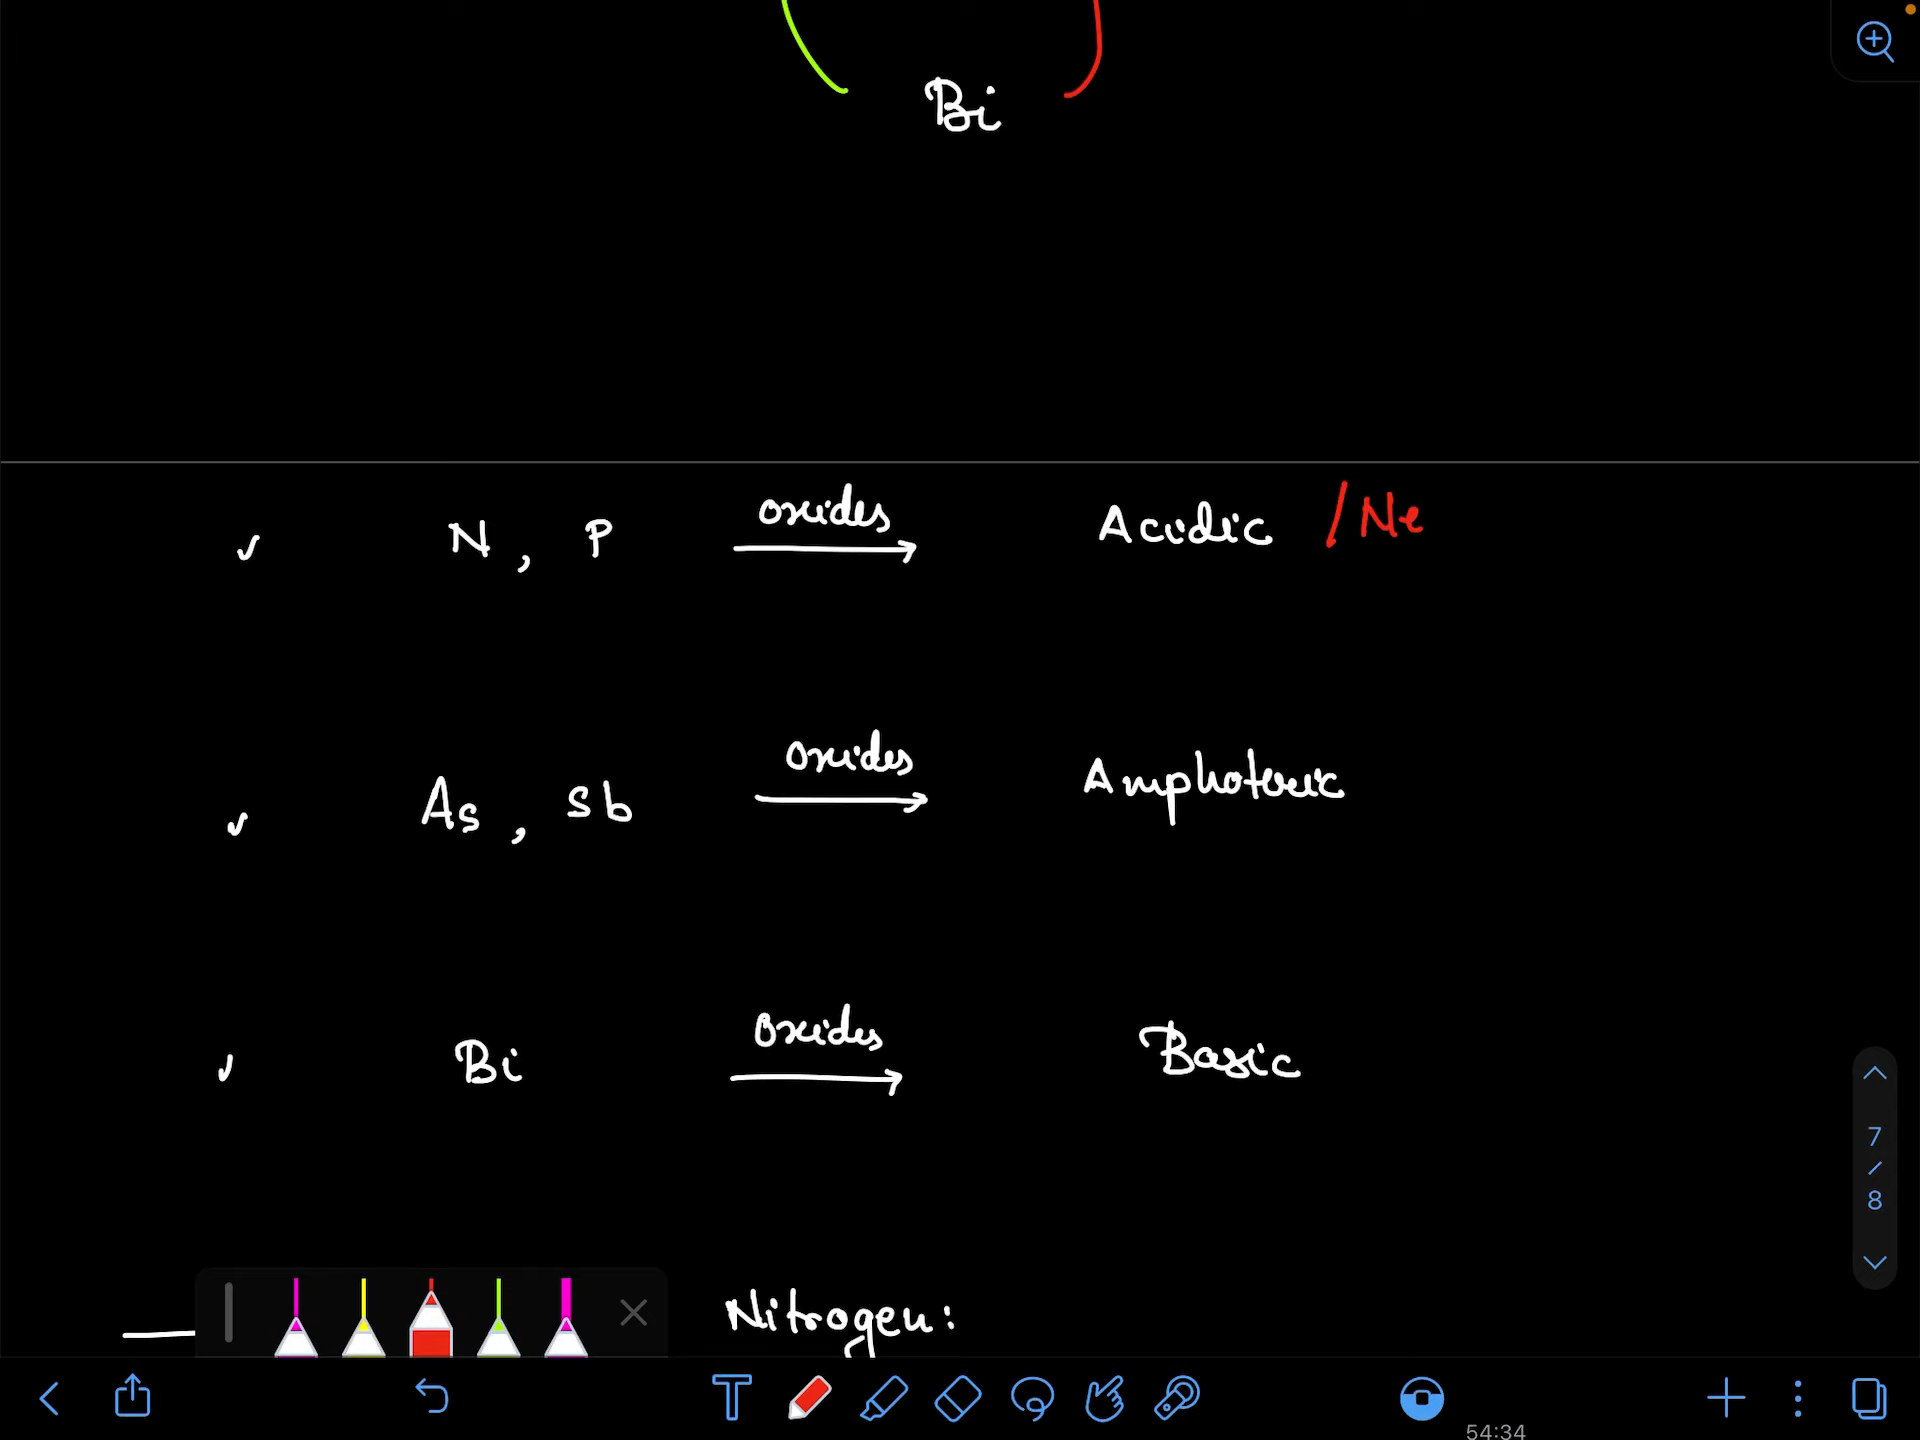 Bi
N , P oxides Acidic / Ne
As , Sb oxides Amphoteric
Bi oxides Basic
Nitrogen:
7
/
8
54:34